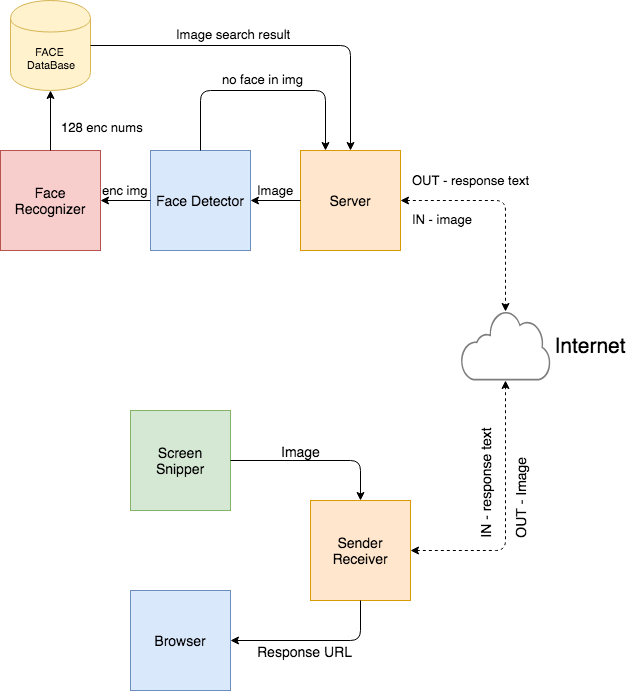 FACE
DataBase
Image search result
no face in img
128 enc nums
Face
Recognizer
enc img
Face Detector
Image
Server
OUT - response text
IN - image
Internet
Screen
Snipper
Image
IN - response text
OUT - Image
Sender
Receiver
Browser
Response URL